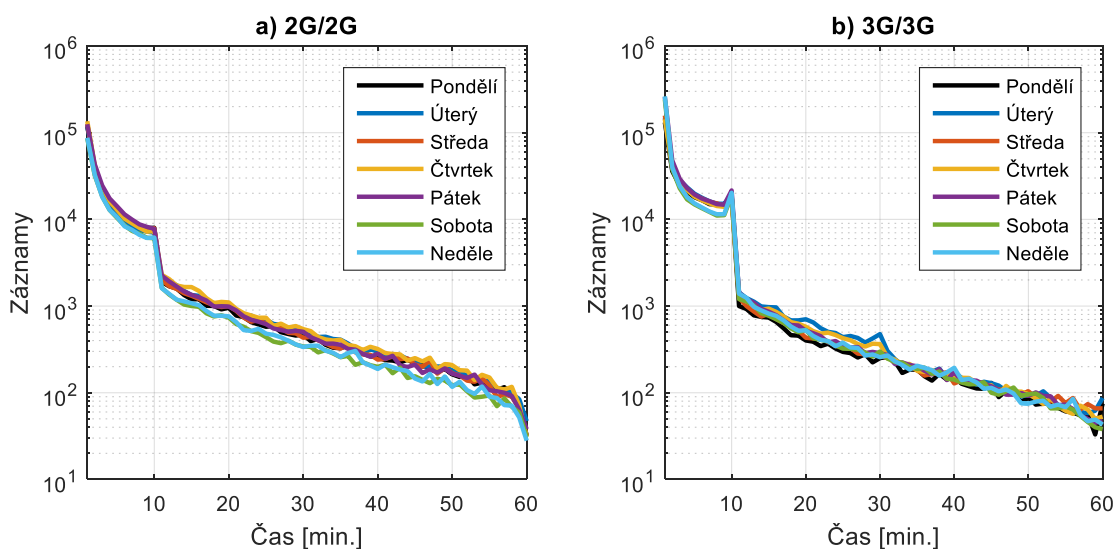 a) 2G/2G
10^6
10^5
10^4
10^3
10^2
10^1
Záznamy
Pondělí
Úterý
Středa
Čtvrtek
Pátek
Sobota
Neděle
10 20 30 40 50 60
Čas [min.]
b) 3G/3G
10^6
10^5
10^4
10^3
10^2
10^1
Záznamy
Pondělí
Úterý
Středa
Čtvrtek
Pátek
Sobota
Neděle
10 20 30 40 50 60
Čas [min.]